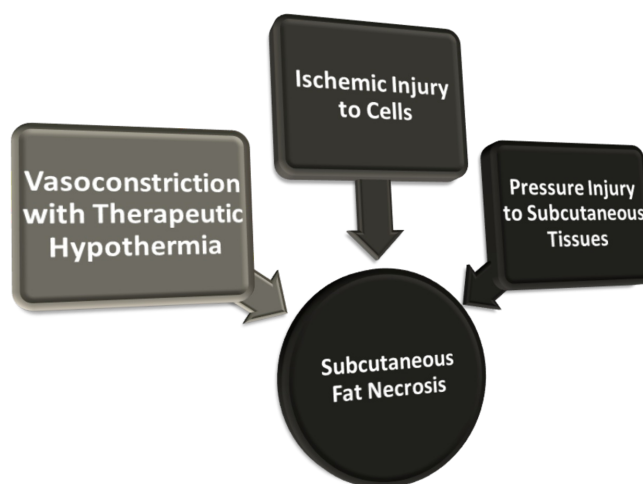 Ischemic Injury
to Cells
Vasoconstriction
with Therapeutic
Hypothermia
Pressure Injury
to Subcutaneous
Tissues
Subcutaneous
Fat Necrosis